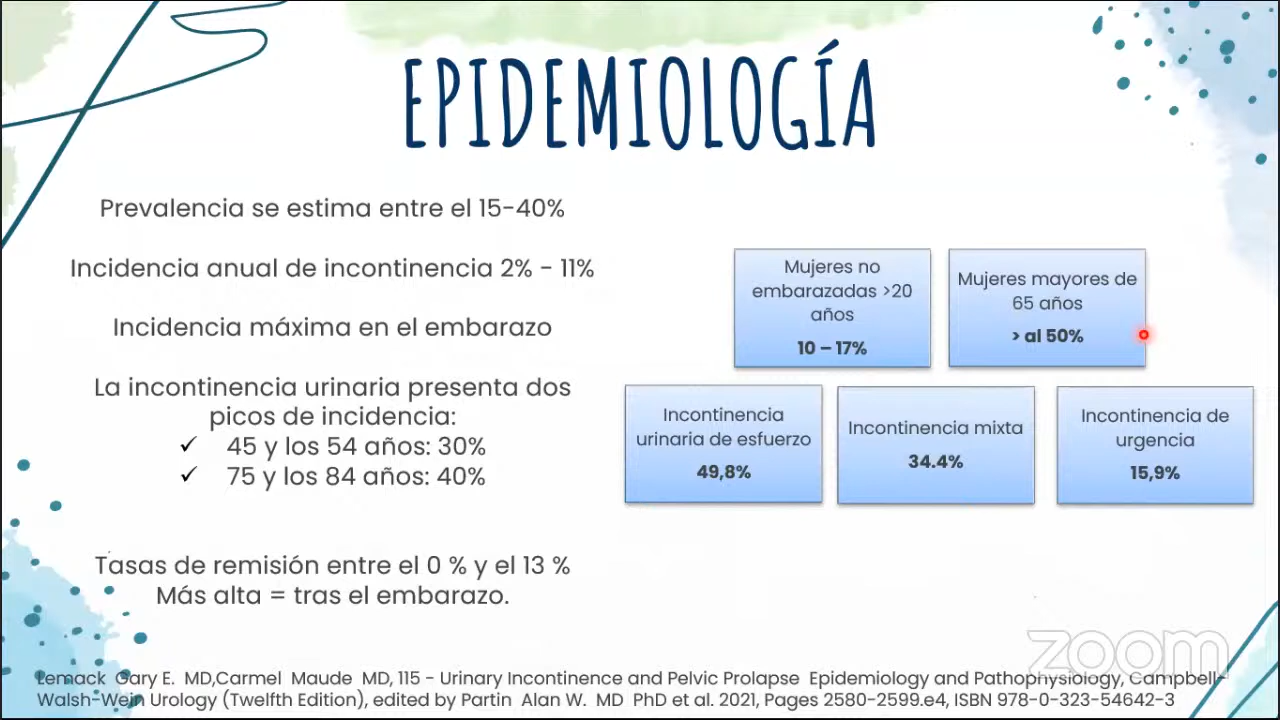 EPIDEMIOLOGÍA
Prevalencia se estima entre el 15-40%
Incidencia anual de incontinencia 2% - 11%
Incidencia máxima en el embarazo
La incontinencia urinaria presenta dos
picos de incidencia:
✓ 45 y los 54 años: 30%
✓ 75 y los 84 años: 40%
Tasas de remisión entre el 0 % y el 13 %
Más alta = tras el embarazo.
Mujeres no
embarazadas >20
años
10 – 17%
Mujeres mayores de
65 años
> al 50%
Incontinencia
urinaria de esfuerzo
49,8%
Incontinencia mixta
34.4%
Incontinencia de
urgencia
15,9%
zoom
Lemack Gary E. MD,Carmel Maude MD, 115 - Urinary Incontinence and Pelvic Prolapse Epidemiology and Pathophysiology, Campbell-
Walsh-Wein Urology (Twelfth Edition), edited by Partin Alan W. MD PhD et al. 2021, Pages 2580-2599.e4, ISBN 978-0-323-54642-3